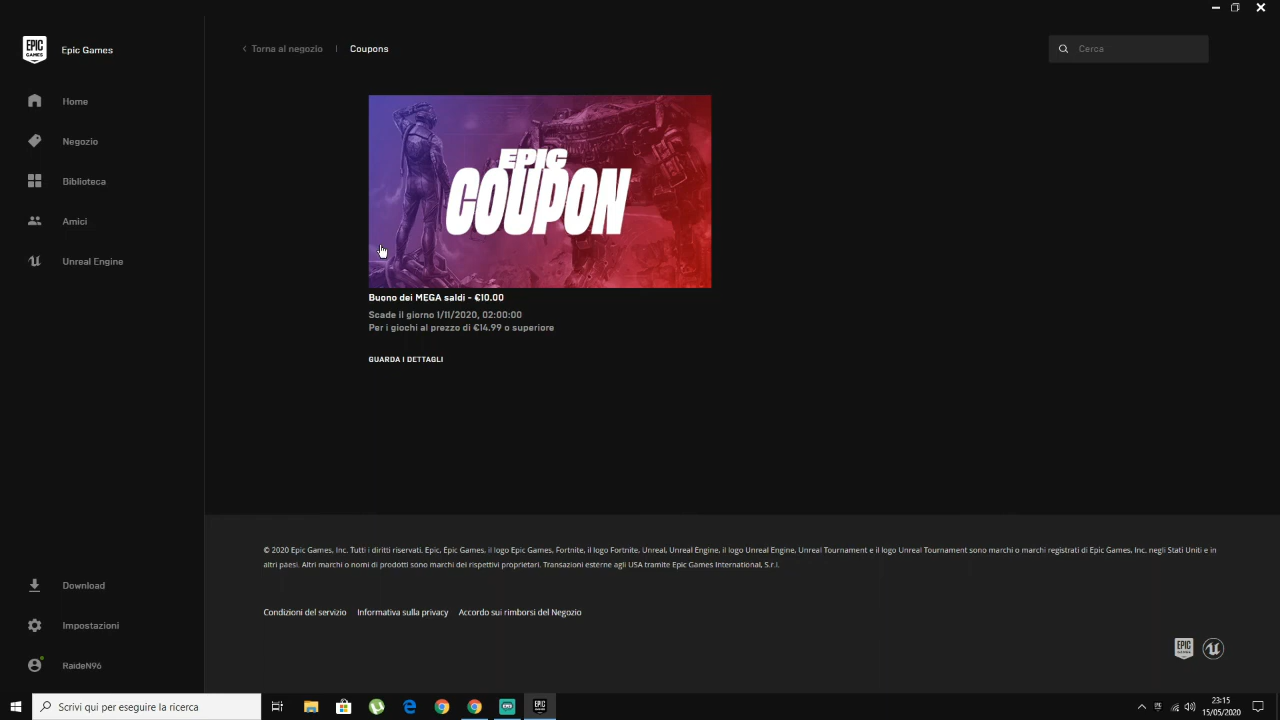 EPIC GAMES
Epic Games
Torna al negozio | Coupons
Cerca
Home
Negozio
Biblioteca
Amici
Unreal Engine
EPIC
COUPON
Buono dei MEGA saldi - €10.00
Scade il giorno 1/11/2020, 02:00:00
Per i giochi al prezzo di €14.99 o superiore
GUARDA I DETTAGLI
© 2020 Epic Games, Inc. Tutti i diritti riservati. Epic, Epic Games, il logo Epic Games, Fortnite, il logo Fortnite, Unreal, Unreal Engine, il logo Unreal Engine, Unreal Tournament e il logo Unreal Tournament sono marchi o marchi registrati di Epic Games, Inc. negli Stati Uniti e in
altri paesi. Altri marchi o nomi di prodotti sono marchi dei rispettivi proprietari. Transazioni esterne agli USA tramite Epic Games International, S.r.l.
Condizioni del servizio Informativa sulla privacy Accordo sui rimborsi del Negozio
Download
Impostazioni
RaideN96
EPIC GAMES
Scrivi qui per eseguire la ricerca
23:15
15/05/2020